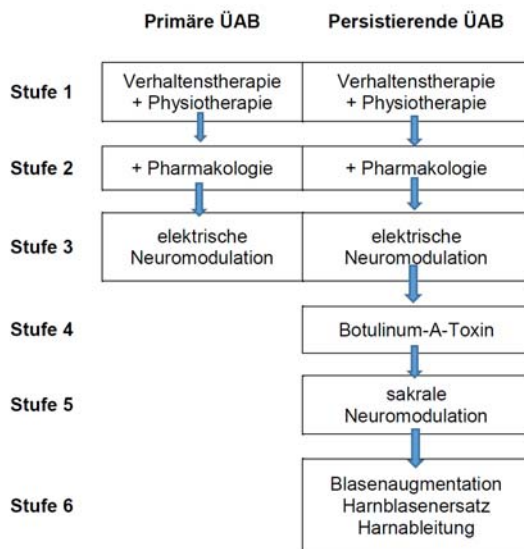 Primäre ÜAB Persistierende ÜAB
Stufe 1
Verhaltenstherapie
+ Physiotherapie
Verhaltenstherapie
+ Physiotherapie
Stufe 2
+ Pharmakologie
+ Pharmakologie
Stufe 3
elektrische
Neuromodulation
elektrische
Neuromodulation
Stufe 4
Botulinum-A-Toxin
Stufe 5
sakrale
Neuromodulation
Stufe 6
Blasenaugmentation
Harnblasenersatz
Harnableitung